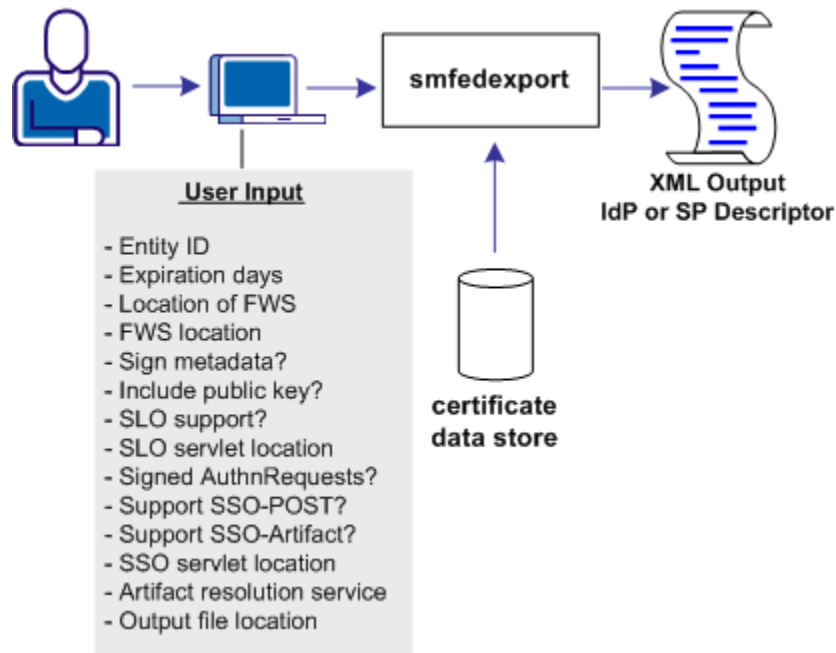 smfedexport
XML Output
IdP or SP Descriptor
User Input
- Entity ID
- Expiration days
- Location of FWS
- FWS location
- Sign metadata?
- Include public key?
- SLO support?
- SLO servlet location
- Signed AuthnRequests?
- Support SSO-POST?
- Support SSO-Artifact?
- SSO servlet location
- Artifact resolution service
- Output file location
certificate
data store